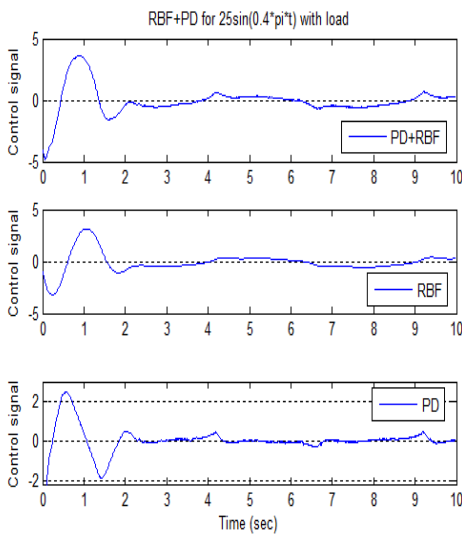 RBF+PD for 25sin(0.4*pi*t) with load
Control signal
5
0
-5
PD+RBF
0 1 2 3 4 5 6 7 8 9 10
Control signal
5
0
-5
RBF
0 1 2 3 4 5 6 7 8 9 10
Control signal
2
0
-2
PD
0 1 2 3 4 5 6 7 8 9 10
Time (sec)